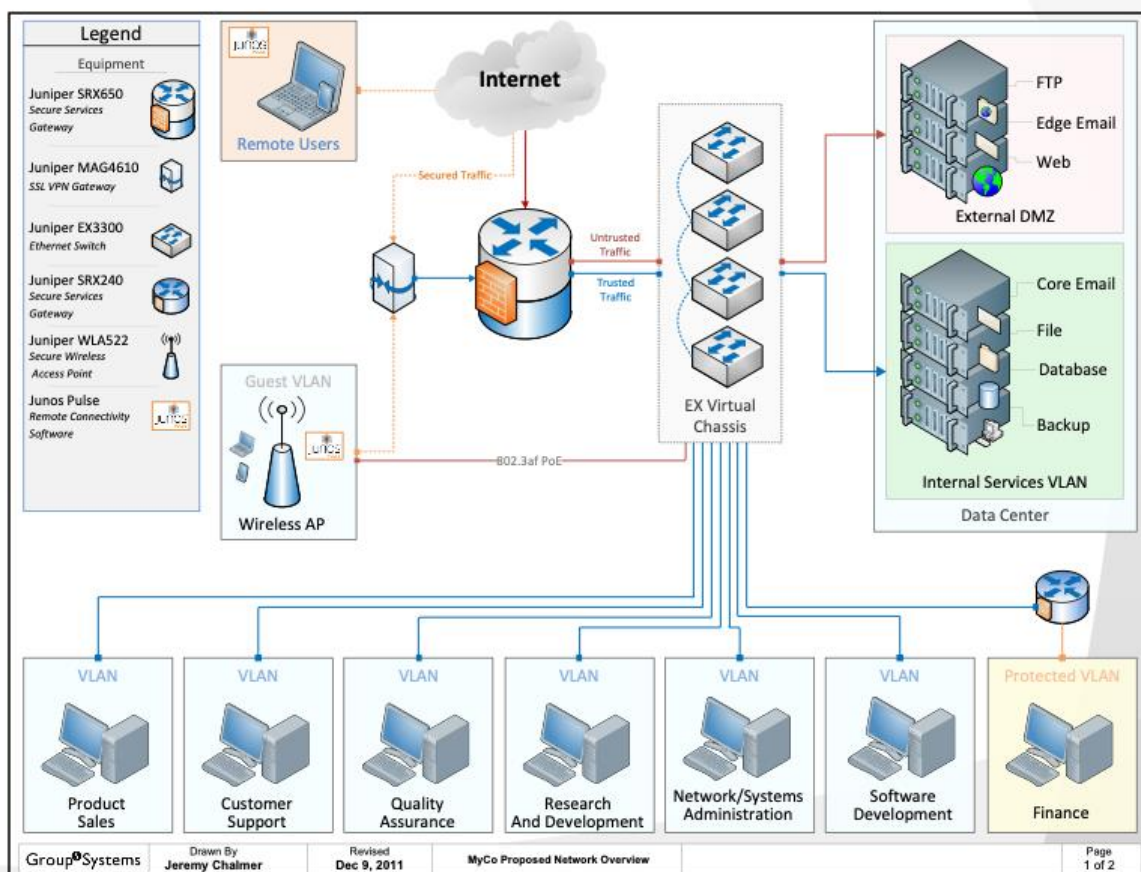 Legend
Equipment
Juniper SRX650
Secure Services
Gateway
Juniper MAG4610
SSL VPN Gateway
Juniper EX3300
Ethernet Switch
Juniper SRX240
Secure Services
Gateway
Juniper WLA522
Secure Wireless
Access Point
Junos Pulse
Remote Connectivity
Software
JUNOS
JUNOS
Remote Users
Internet
Secured Traffic
Untrusted
Traffic
Trusted
Traffic
Guest VLAN
JUNOS
Wireless AP
802.3af PoE
EX Virtual
Chassis
FTP
Edge Email
Web
External DMZ
Core Email
File
Database
Backup
Internal Services VLAN
Data Center
VLAN
Product
Sales
VLAN
Customer
Support
VLAN
Quality
Assurance
VLAN
Research
And Development
VLAN
Network/Systems
Administration
VLAN
Software
Development
Protected VLAN
Finance
Group Systems
Drawn By
Jeremy Chalmer
Revised
Dec 9, 2011
MyCo Proposed Network Overview
Page
1 of 2